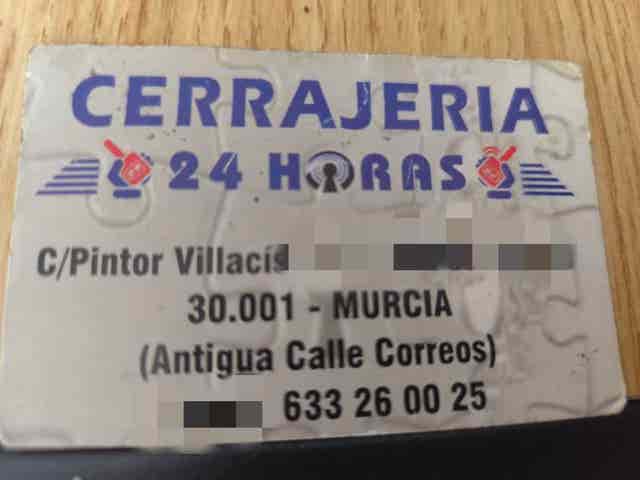 CERRAJERIA
24 HORAS
C/Pintor Villacís
30.001 - MURCIA
(Antigua Calle Correos)
633 26 00 25